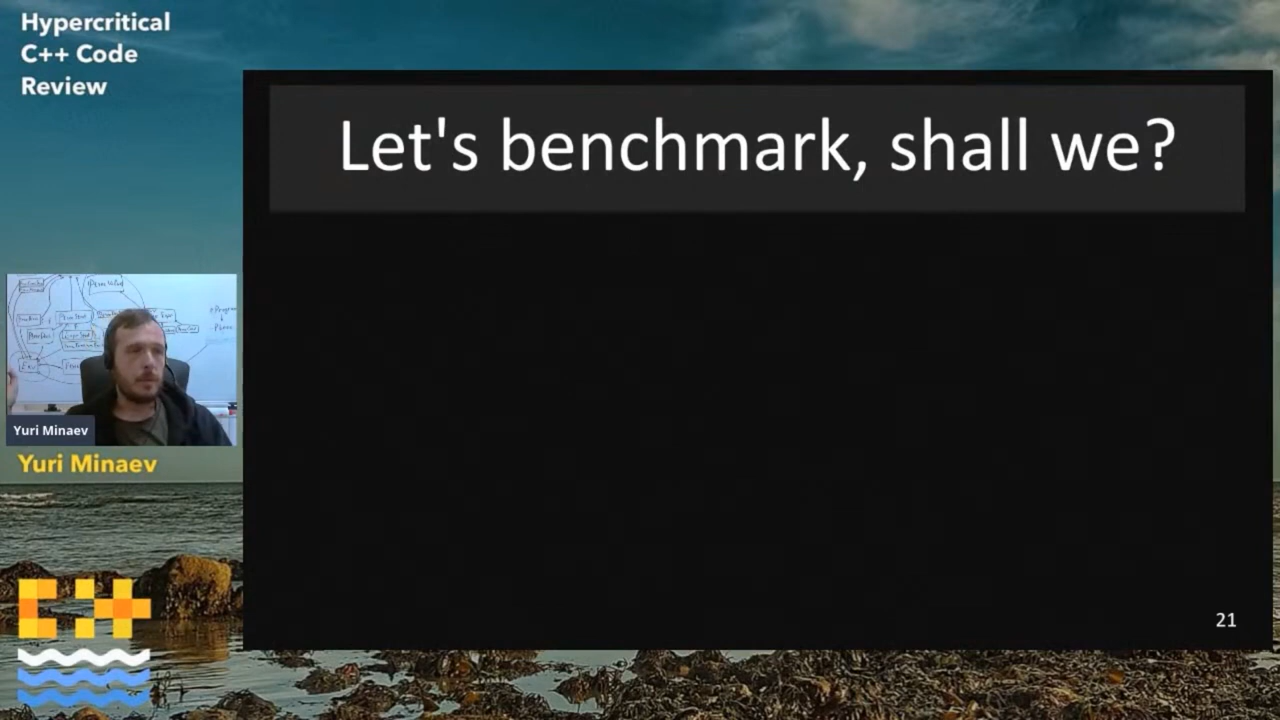 Hypercritical
C++ Code
Review
Let's benchmark, shall we?
Yuri Minaev
Yuri Minaev
21